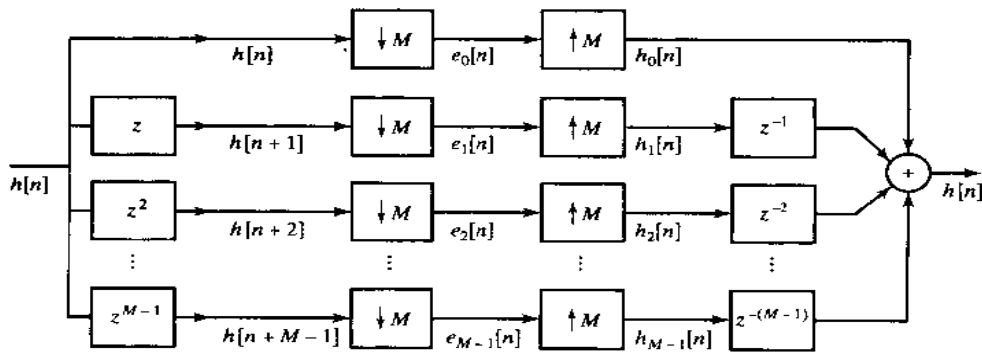 h[n] ↓ M e₀[n] ↑ M h₀[n]
z h[n + 1] ↓ M e₁[n] ↑ M h₁[n] z⁻¹
h[n] + h[n]
z² h[n + 2] ↓ M e₂[n] ↑ M h₂[n] z⁻²
⋮ ⋮ ⋮ ⋮
z^{M−1} h[n + M − 1] ↓ M e_{M−1}[n] ↑ M h_{M−1}[n] z^{−(M−1)}